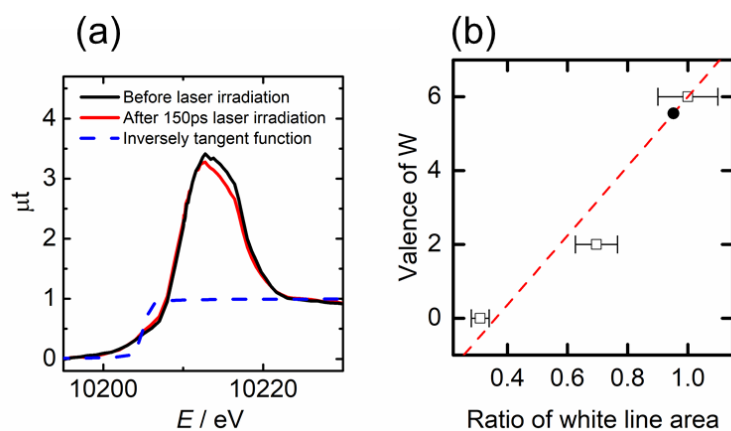 (a)
4
3
2
1
0
μt
Before laser irradiation
After 150ps laser irradiation
Inversely tangent function
10200
10220
E / eV
(b)
6
4
2
0
Valence of W
0.4
0.6
0.8
1.0
Ratio of white line area